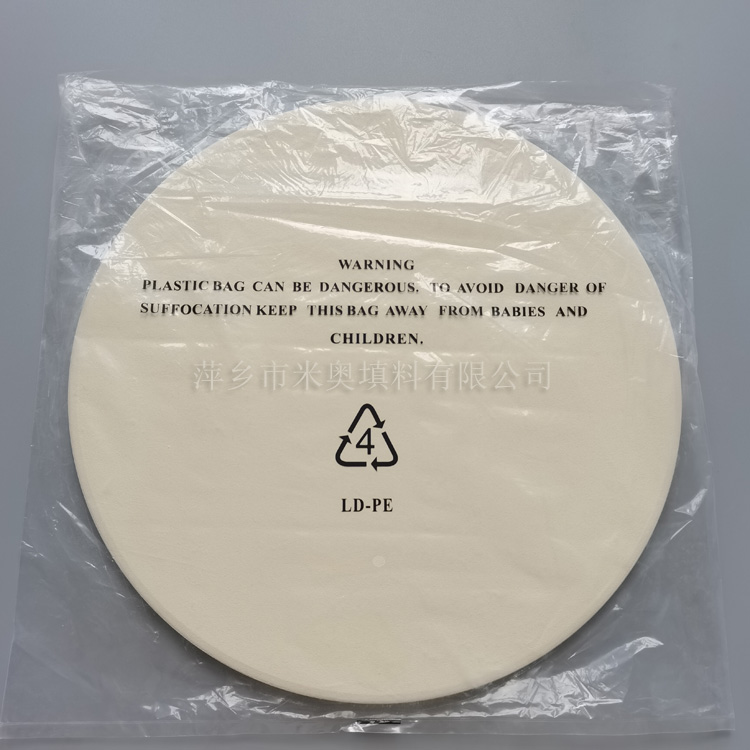 WARNING
PLASTIC BAG CAN BE DANGEROUS. TO AVOID DANGER OF
SUFFOCATION KEEP THIS BAG AWAY FROM BABIES AND
CHILDREN.
萍乡市米奥填料有限公司
4
LD-PE